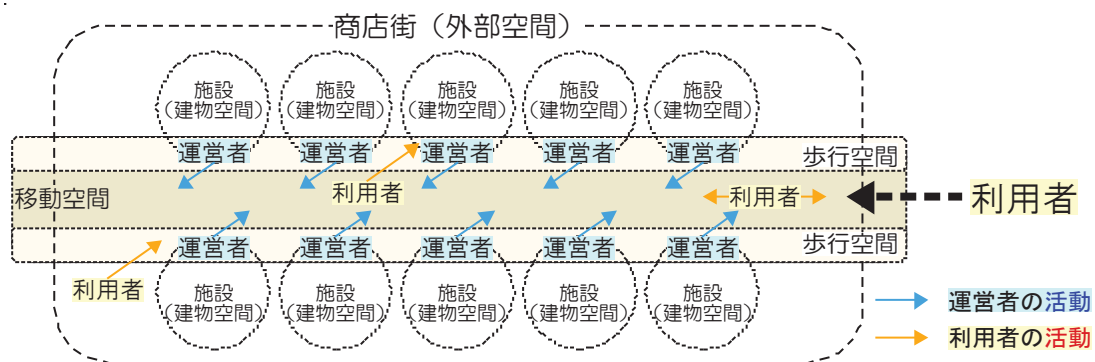 商店街（外部空間）
施設
（建物空間）
施設
（建物空間）
施設
（建物空間）
施設
（建物空間）
施設
（建物空間）
運営者
運営者
運営者
運営者
運営者
歩行空間
移動空間
利用者
利用者
利用者
運営者
運営者
運営者
運営者
運営者
歩行空間
利用者
施設
（建物空間）
施設
（建物空間）
施設
（建物空間）
施設
（建物空間）
施設
（建物空間）
運営者の活動
利用者の活動